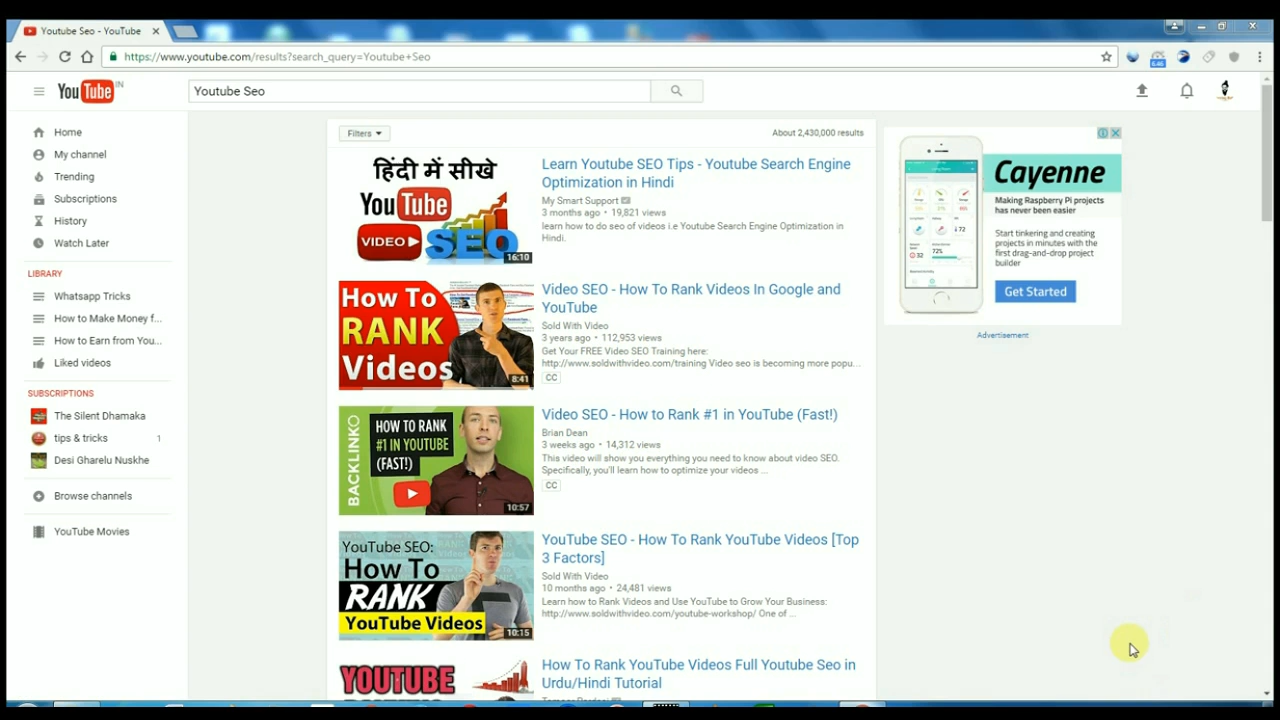 Youtube Seo - YouTube
https://www.youtube.com/results?search_query=Youtube+Seo
6:46
YouTube IN
Youtube Seo
Home
My channel
Trending
Subscriptions
History
Watch Later
LIBRARY
Whatsapp Tricks
How to Make Money f...
How to Earn from You...
Liked videos
SUBSCRIPTIONS
The Silent Dhamaka
tips & tricks 1
Desi Gharelu Nuskhe
Browse channels
YouTube Movies
Filters
About 2,430,000 results
हिंदी में सीखे
YouTube
VIDEO
SEO
16:10
Learn Youtube SEO Tips - Youtube Search Engine
Optimization in Hindi
My Smart Support
3 months ago • 19,821 views
learn how to do seo of videos i.e Youtube Search Engine Optimization in
Hindi.
How To
RANK
Videos
8:41
Video SEO - How To Rank Videos In Google and
YouTube
Sold With Video
3 years ago • 112,953 views
Get Your FREE Video SEO Training here:
http://www.soldwithvideo.com/training Video seo is becoming more popu...
CC
BACKLINKO
HOW TO RANK
#1 IN YOUTUBE
(FAST!)
10:57
Video SEO - How to Rank #1 in YouTube (Fast!)
Brian Dean
3 weeks ago • 14,312 views
This video will show you everything you need to know about video SEO.
Specifically, you'll learn how to optimize your videos ...
CC
YouTube SEO:
How To
RANK
YouTube Videos
10:15
YouTube SEO - How To Rank YouTube Videos [Top
3 Factors]
Sold With Video
10 months ago • 24,481 views
Learn how to Rank Videos and Use YouTube to Grow Your Business:
http://www.soldwithvideo.com/youtube-workshop/ One of ...
YOUTUBE
How To Rank YouTube Videos Full Youtube Seo in
Urdu/Hindi Tutorial
Cayenne
Making Raspberry Pi projects
has never been easier
Start tinkering and creating
projects in minutes with the
first drag-and-drop project
builder
Get Started
Advertisement